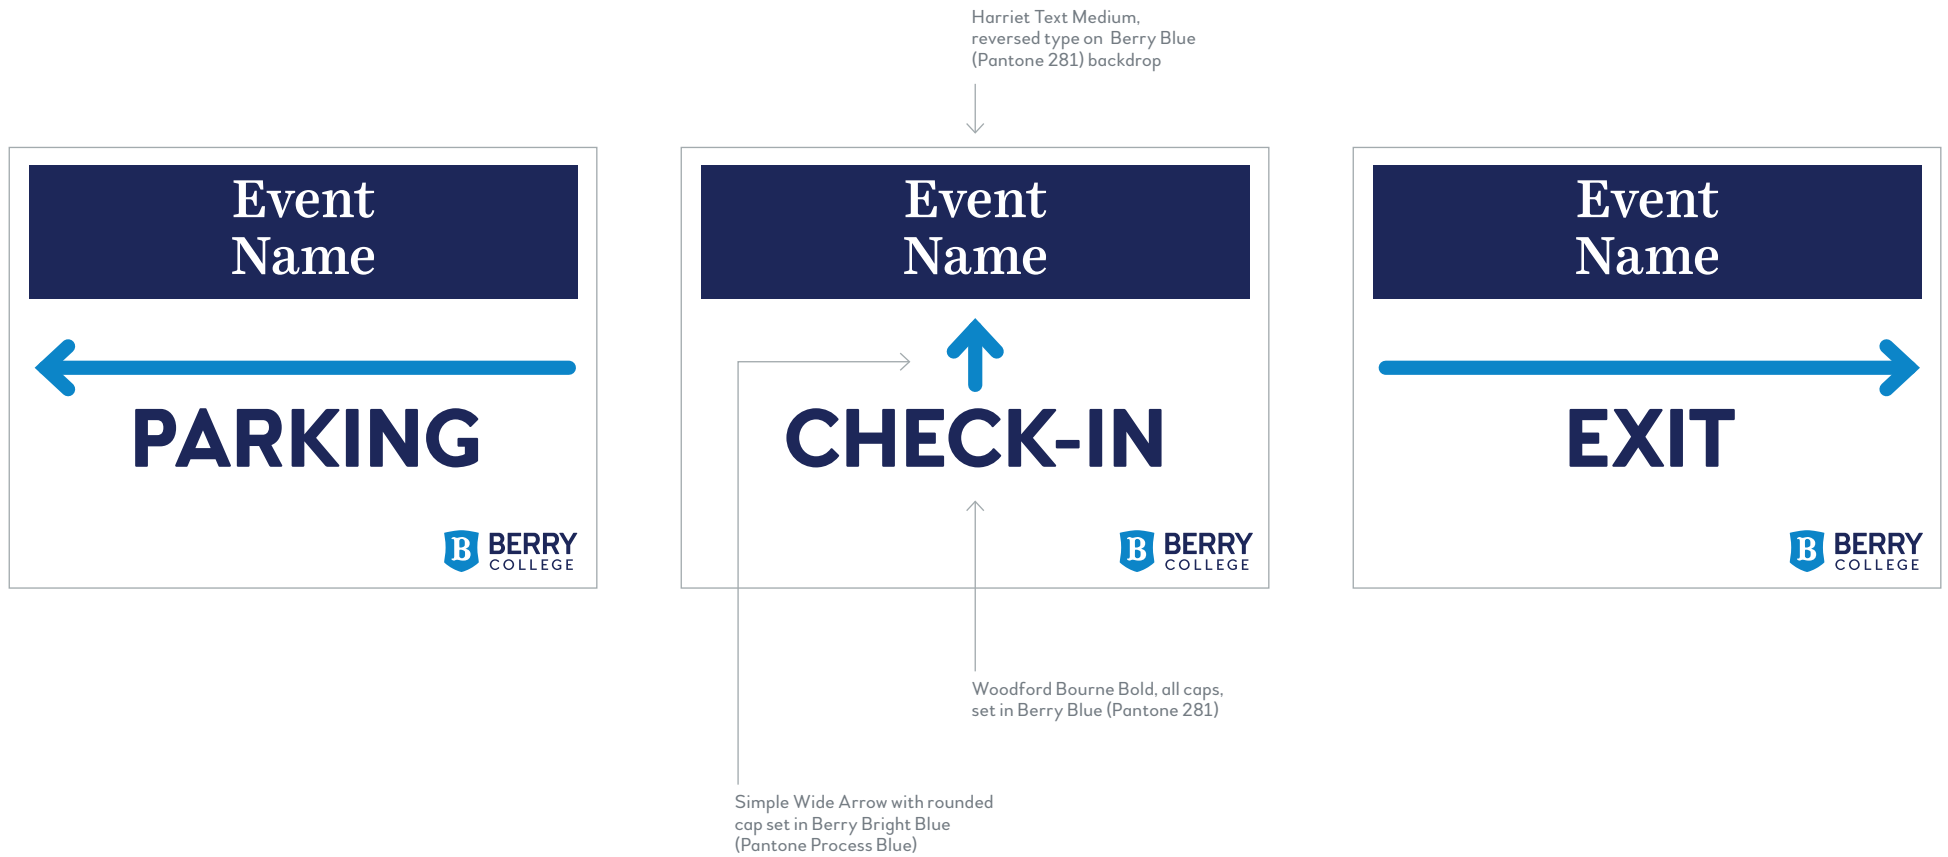 Harriet Text Medium,
reversed type on Berry Blue
(Pantone 281) backdrop
Event
Name
PARKING
B BERRY
COLLEGE
Event
Name
CHECK-IN
B BERRY
COLLEGE
Event
Name
EXIT
B BERRY
COLLEGE
Woodford Bourne Bold, all caps,
set in Berry Blue (Pantone 281)
Simple Wide Arrow with rounded
cap set in Berry Bright Blue
(Pantone Process Blue)